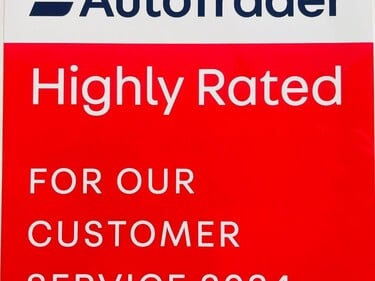 AutoTrader
Highly Rated
FOR OUR
CUSTOMER
SERVICE 2024